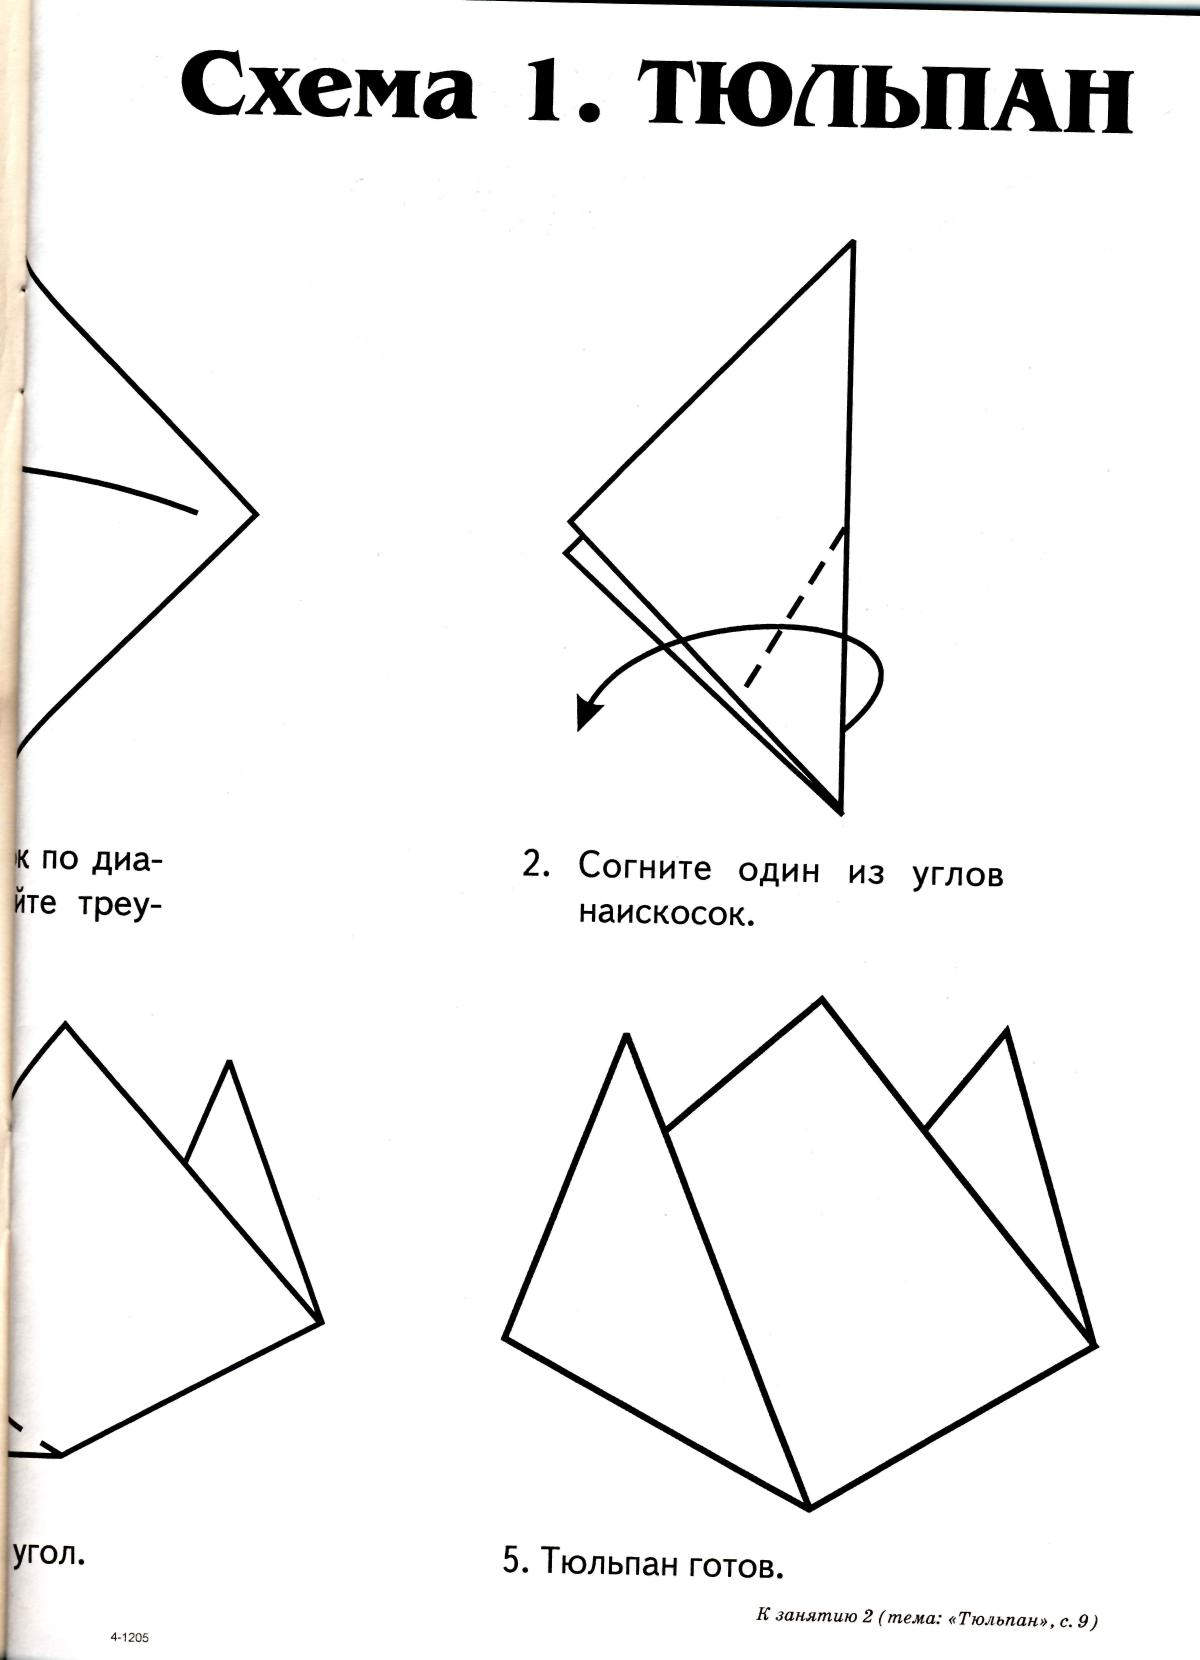 Схема 1. ТЮЛЬПАН
по диа-
треу-
2. Согните один из углов
наискосок.
угол.
5. Тюльпан готов.
К занятию 2 (тема: «Тюльпан», с. 9)
4-1205